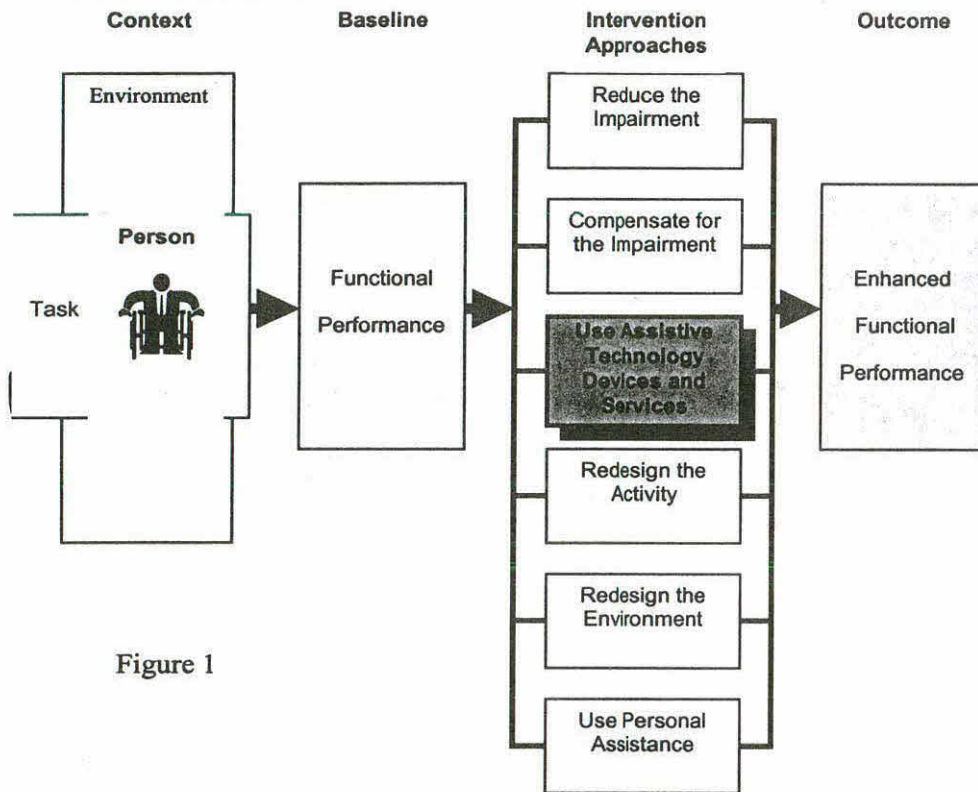 Context
Baseline
Intervention
Approaches
Outcome
Environment
Person
Task
Functional
Performance
Reduce the
Impairment
Compensate for
the Impairment
Use Assistive
Technology
Devices and
Services
Redesign the
Activity
Redesign the
Environment
Use Personal
Assistance
Enhanced
Functional
Performance
Figure 1